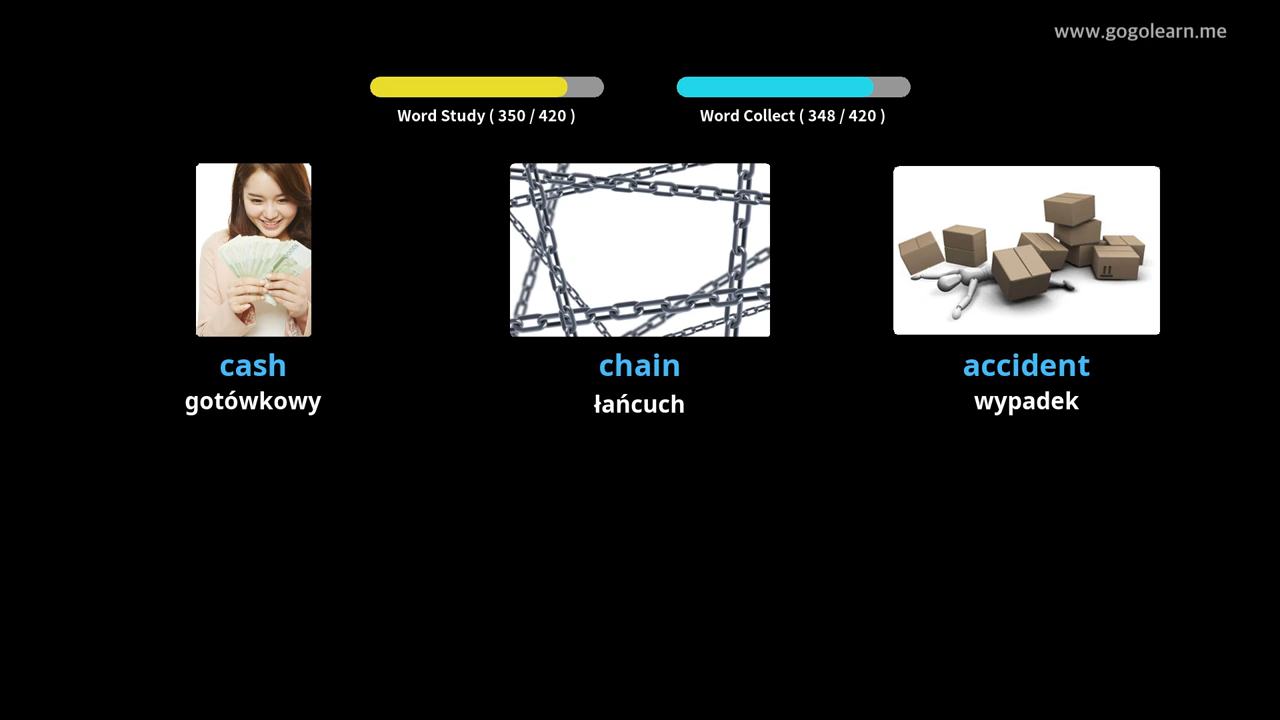 www.gogolearn.me
Word Study ( 350 / 420 )
Word Collect ( 348 / 420 )
cash
gotówkowy
chain
łańcuch
accident
wypadek